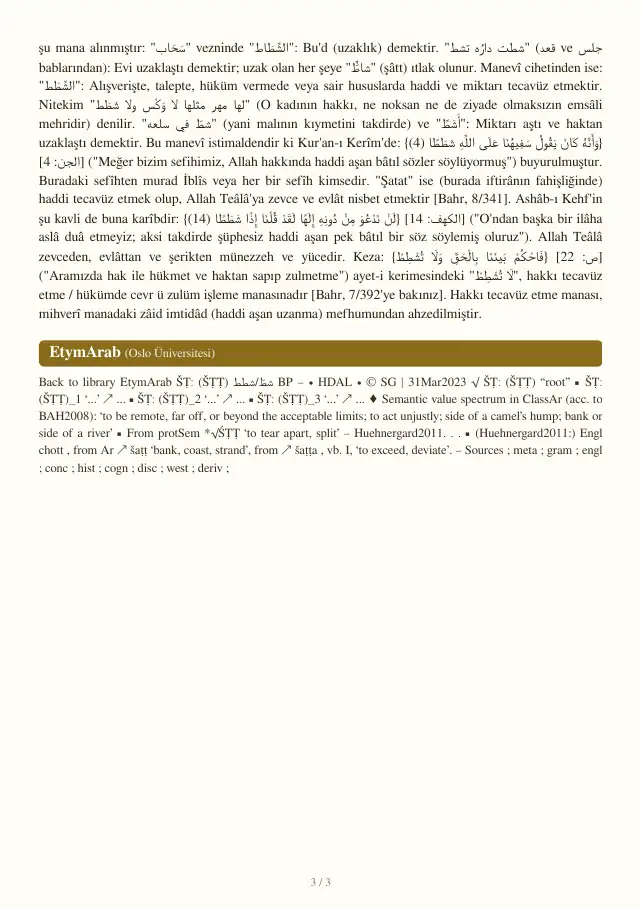 şu mana alınmıştır: "سَحَاب" vezninde "الشَّطَاط": Bu'd (uzaklık) demektir. "شطت دارُه تشط" (قعد ve جلس
bablarından): Evi uzaklaştı demektir; uzak olan her şeye "شاطٌّ" (şâtt) ıtlak olunur. Manevî cihetinden ise:
"الشَّطَط": Alışverişte, talepte, hüküm vermede veya sair hususlarda haddi ve miktarı tecavüz etmektir.
Nitekim "لها مهر مثلها لا وَكْس ولا شَطَط" (O kadının hakkı, ne noksan ne de ziyade olmaksızın emsâli
mehridir) denilir. "شطّ في سلعه" (yani malının kıymetini takdirde) ve "أَشَطّ": Miktarı aştı ve haktan
uzaklaştı demektir. Bu manevî istimaldendir ki Kur'an-ı Kerîm'de: {وَأَنَّهُ كَانَ يَقُولُ سَفِيهُنَا عَلَى اللَّهِ شَطَطًا (4)}
[الجن: 4] ("Meğer bizim sefihimiz, Allah hakkında haddi aşan bâtıl sözler söylüyormuş") buyurulmuştur.
Buradaki sefîhten murad İblîs veya her bir sefîh kimsedir. "Şatat" ise (burada iftirânın fahişliğinde)
haddi tecavüz etmek olup, Allah Teâlâ'ya zevce ve evlât nisbet etmektir [Bahr, 8/341]. Ashâb-ı Kehf'in
şu kavli de buna karîbdir: {لَنْ نَدْعُوَ مِنْ دُونِهِ إِلَهًا لَقَدْ قُلْنَا إِذًا شَطَطًا (14)} [الكهف: 14] ("O'ndan başka bir ilâha
aslâ duâ etmeyiz; aksi takdirde şüphesiz haddi aşan pek bâtıl bir söz söylemiş oluruz"). Allah Teâlâ
zevceden, evlâttan ve şerikten münezzeh ve yücedir. Keza: {فَاحْكُمْ بَيْنَنَا بِالْحَقِّ وَلَا تُشْطِطْ} [ص: 22]
("Aramızda hak ile hükmet ve haktan sapıp zulmetme") ayet-i kerimesindeki "لَا تُشْطِطْ", hakkı tecavüz
etme / hükümde cevr ü zulüm işleme manasınadır [Bahr, 7/392'ye bakınız]. Hakkı tecavüz etme manası,
mihverî manadaki zâid imtidâd (haddi aşan uzanma) mefhumundan ahzedilmiştir.
EtymArab (Oslo Üniversitesi)
Back to library EtymArab ŠṬː (ŠṬṬ) شطّ/شطط BP – • HDAL • © SG | 31Mar2023 √ ŠṬː (ŠṬṬ) “root” ▪ ŠṬː
(ŠṬṬ)_1 ‘...’ ↗ ... ▪ ŠṬː (ŠṬṬ)_2 ‘...’ ↗ ... ▪ ŠṬː (ŠṬṬ)_3 ‘...’ ↗ ... ♦ Semantic value spectrum in ClassAr (acc. to
BAH2008): ‘to be remote, far off, or beyond the acceptable limits; to act unjustly; side of a camel’s hump; bank or
side of a river’ ▪ From protSem *√ŚṬṬ ‘to tear apart, split’ – Huehnergard2011. . . ▪ (Huehnergard2011:) Engl
chott , from Ar ↗ šaṭṭ ‘bank, coast, strand’, from ↗ šaṭṭa , vb. I, ‘to exceed, deviate’. – Sources ; meta ; gram ; engl
; conc ; hist ; cogn ; disc ; west ; deriv ;
3 / 3